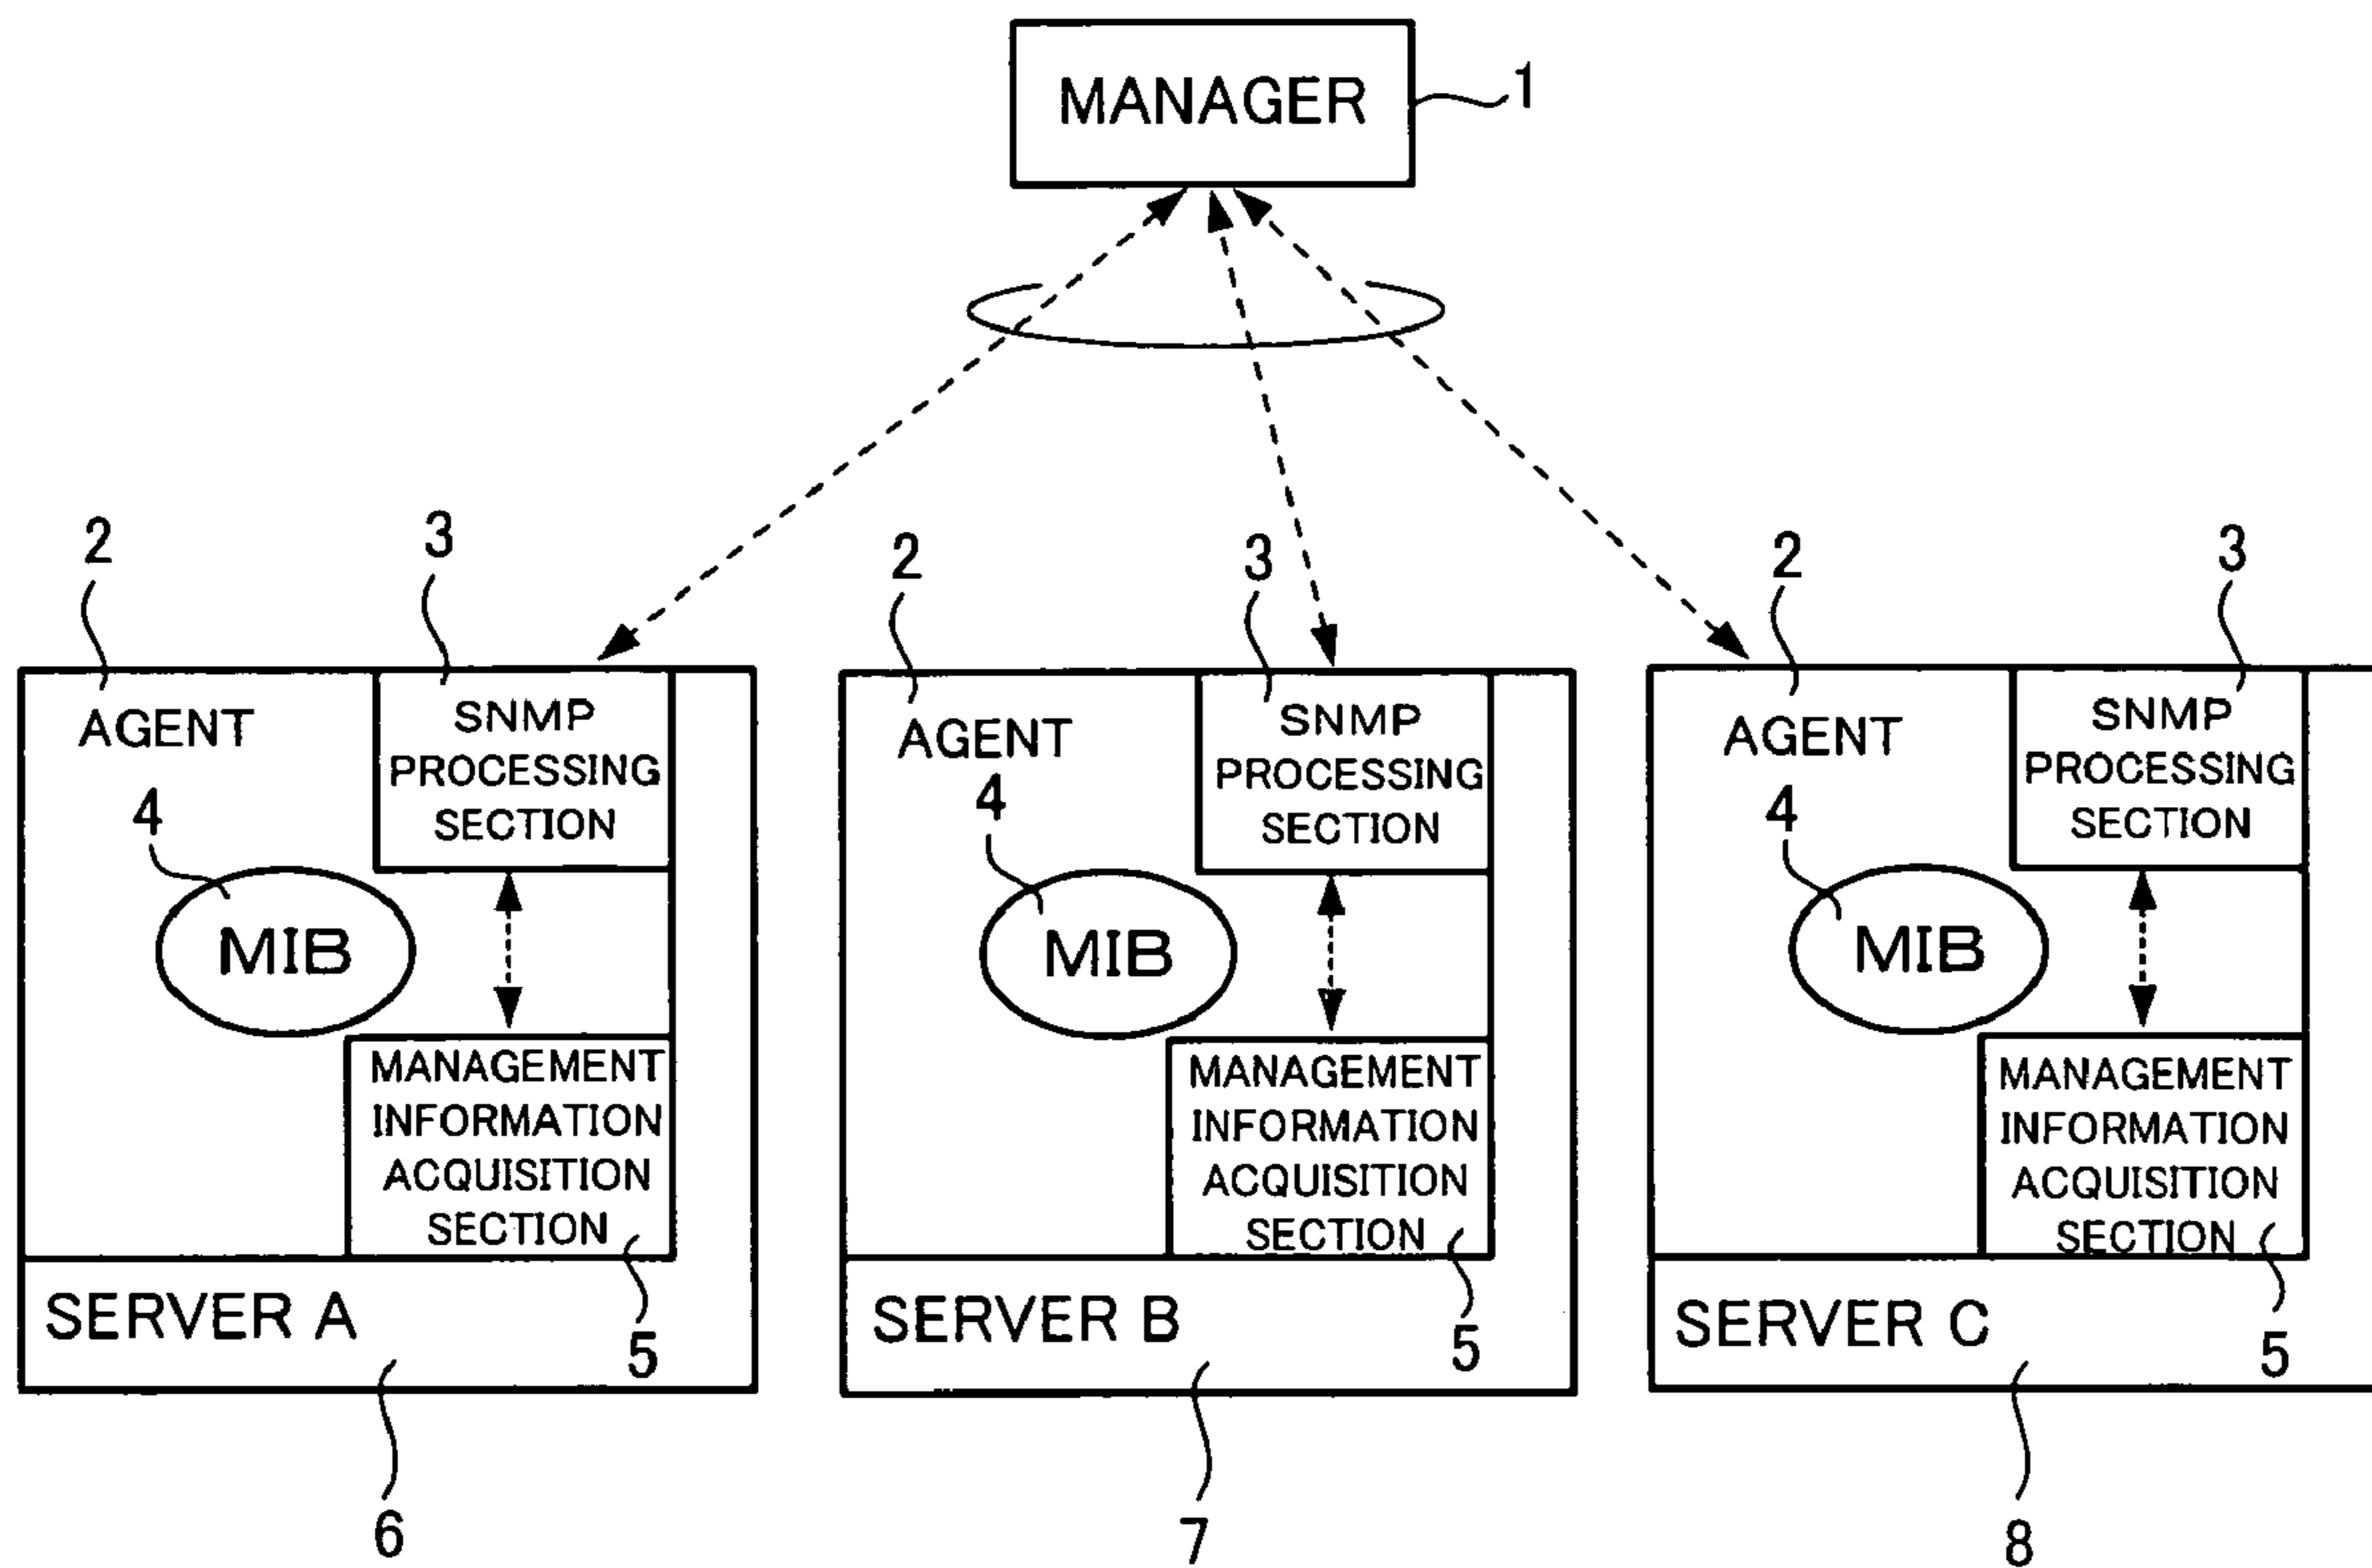 MANAGER
1
2
3
AGENT
SNMP
PROCESSING
SECTION
4
MIB
MANAGEMENT
INFORMATION
ACQUISITION
SECTION
SERVER A
5
6
2
3
AGENT
SNMP
PROCESSING
SECTION
4
MIB
MANAGEMENT
INFORMATION
ACQUISITION
SECTION
SERVER B
5
7
2
3
AGENT
SNMP
PROCESSING
SECTION
4
MIB
MANAGEMENT
INFORMATION
ACQUISITION
SECTION
SERVER C
5
8